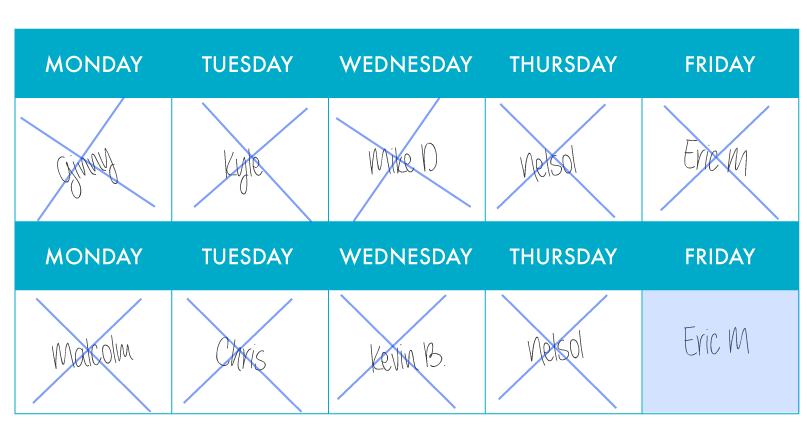 MONDAY TUESDAY WEDNESDAY THURSDAY FRIDAY
Ginny Kyle Mike D Nelsol Eric M
MONDAY TUESDAY WEDNESDAY THURSDAY FRIDAY
Malcolm Chris Kevin B. Nelsol Eric M